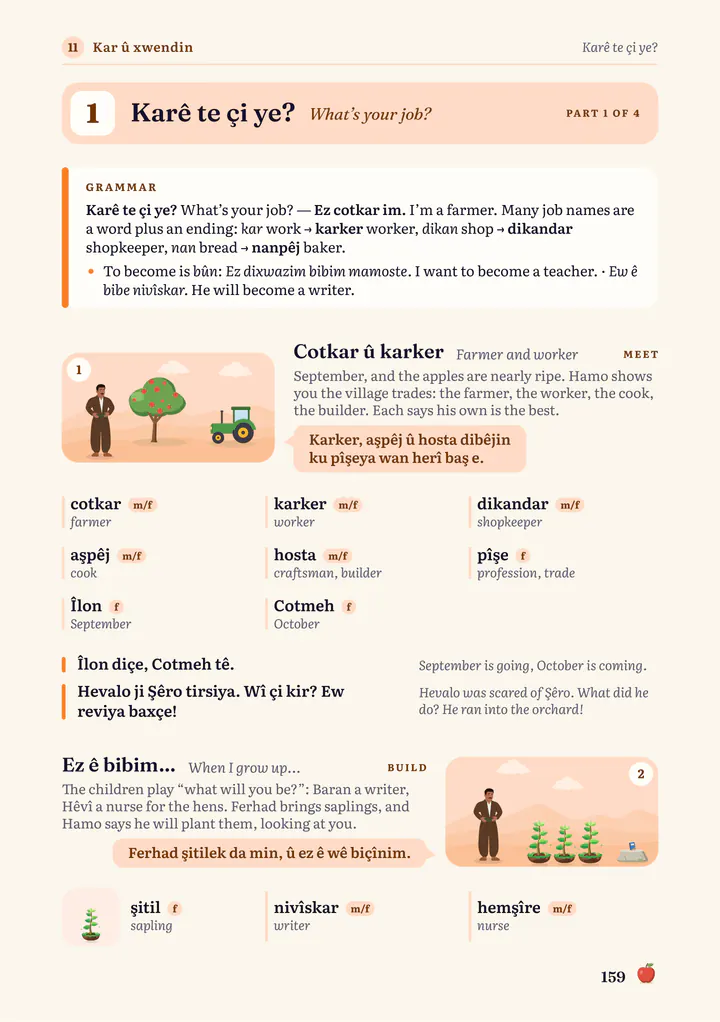 11 Kar û xwendin
Karê te çi ye?
1 Karê te çi ye? What's your job? PART 1 OF 4
GRAMMAR
Karê te çi ye? What's your job? — Ez cotkar im. I'm a farmer. Many job names are
a word plus an ending: kar work → karker worker, dikan shop → dikandar
shopkeeper, nan bread → nanpêj baker.
• To become is bûn: Ez dixwazim bibim mamoste. I want to become a teacher. · Ew ê
bibe nivîskar. He will become a writer.
1
Cotkar û karker Farmer and worker MEET
September, and the apples are nearly ripe. Hamo shows
you the village trades: the farmer, the worker, the cook,
the builder. Each says his own is the best.
Karker, aşpêj û hosta dibêjin
ku pîşeya wan herî baş e.
cotkar m/f karker m/f dikandar m/f
farmer worker shopkeeper
aşpêj m/f hosta m/f pîşe f
cook craftsman, builder profession, trade
Îlon f Cotmeh f
September October
Îlon diçe, Cotmeh tê. September is going, October is coming.
Hevalo ji Şêro tirsiya. Wî çi kir? Ew Hevalo was scared of Şêro. What did he
reviya baxçe! do? He ran into the orchard!
Ez ê bibim… When I grow up… BUILD
The children play “what will you be?”: Baran a writer,
Hêvî a nurse for the hens. Ferhad brings saplings, and
Hamo says he will plant them, looking at you.
Ferhad şitilek da min, û ez ê wê biçînim.
2
şitil f nivîskar m/f hemşîre m/f
sapling writer nurse
159